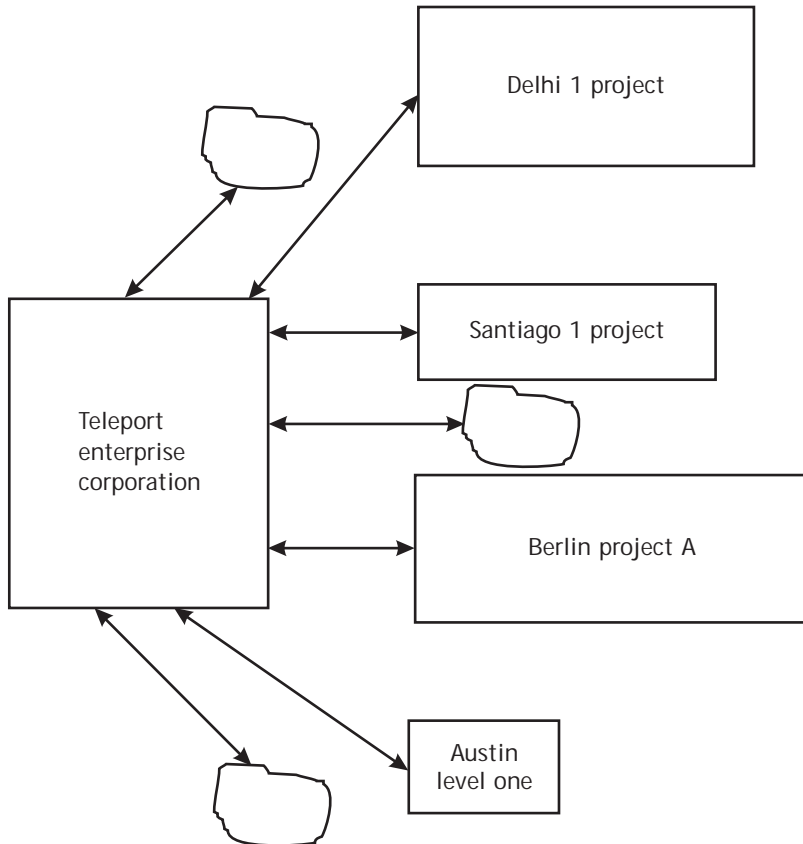 Delhi 1 project
Santiago 1 project
Teleport
enterprise
corporation
Berlin project A
Austin
level one